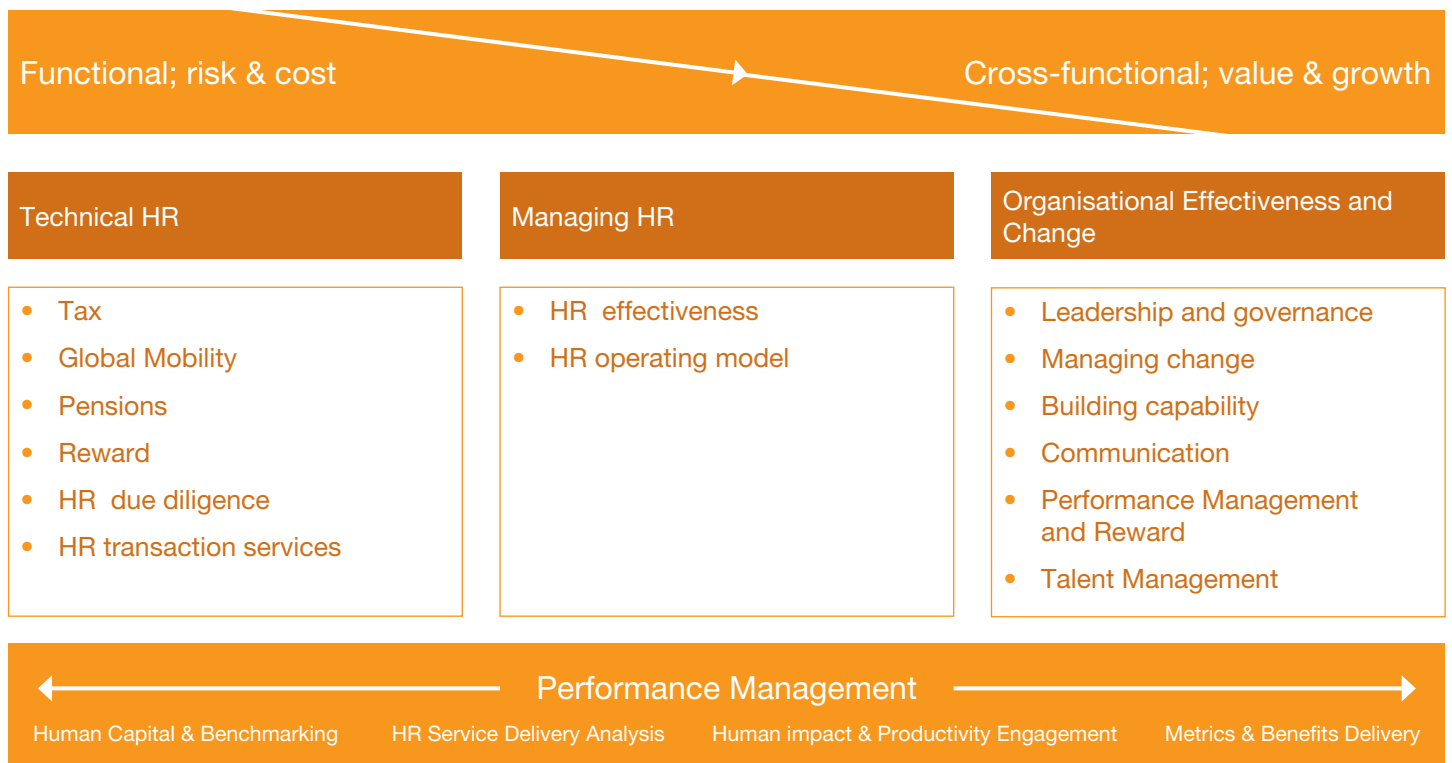 Functional; risk & cost
Cross-functional; value & growth
Technical HR
• Tax
• Global Mobility
• Pensions
• Reward
• HR due diligence
• HR transaction services
Managing HR
• HR effectiveness
• HR operating model
Organisational Effectiveness and
Change
• Leadership and governance
• Managing change
• Building capability
• Communication
• Performance Management
and Reward
• Talent Management
Performance Management
Human Capital & Benchmarking
HR Service Delivery Analysis
Human impact & Productivity Engagement
Metrics & Benefits Delivery